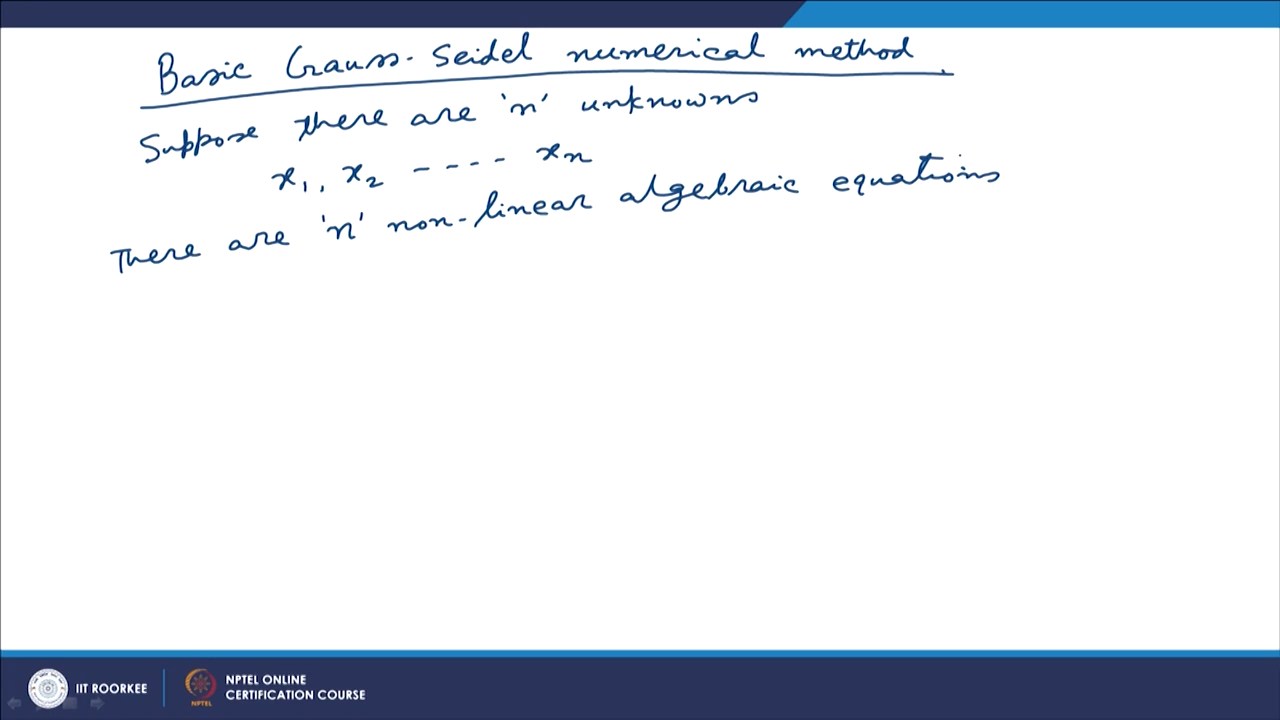 Basic Gauss-Seidel numerical method.
Suppose there are 'n' unknowns
x1, x2 ---- xn
There are 'n' non-linear algebraic equations
IIT ROORKEE
NPTEL ONLINE
CERTIFICATION COURSE
NPTEL